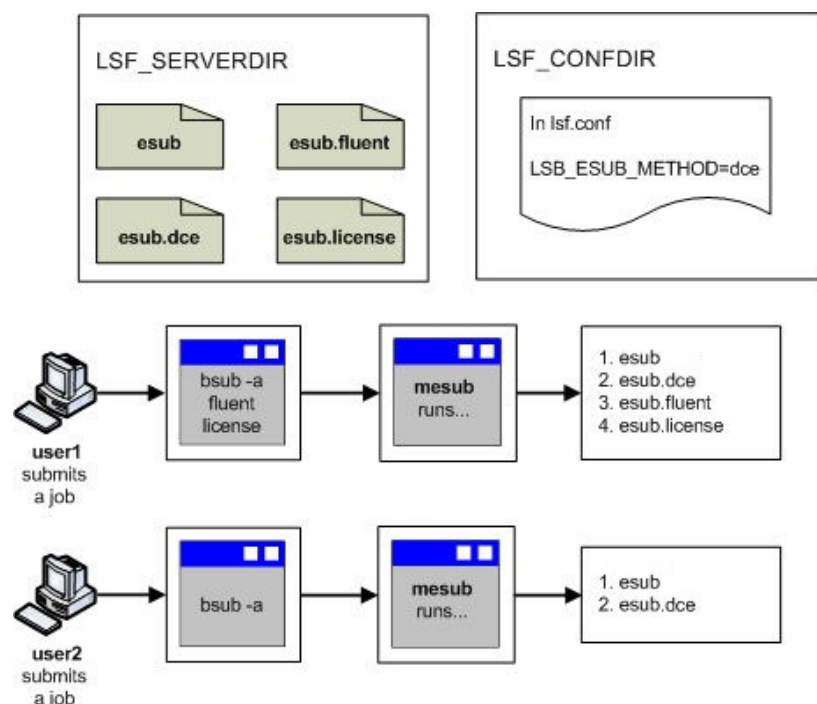 LSF_SERVERDIR
esub
esub.fluent
esub.dce
esub.license
LSF_CONFDIR
In lsf.conf
LSB_ESUB_METHOD=dce
user1
submits
a job
bsub -a
fluent
license
mesub
runs...
1. esub
2. esub.dce
3. esub.fluent
4. esub.license
user2
submits
a job
bsub -a
mesub
runs...
1. esub
2. esub.dce